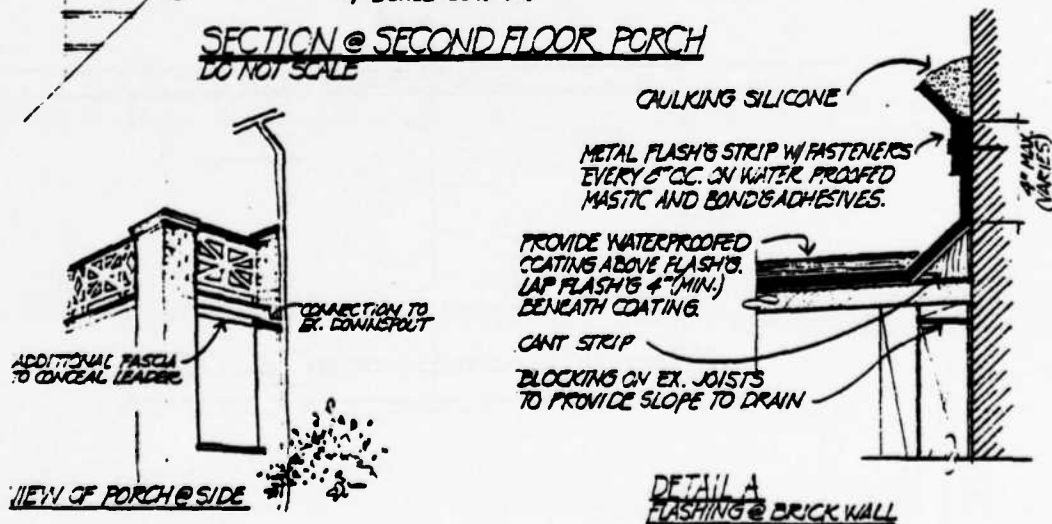 SECTION @ SECOND FLOOR PORCH
DO NOT SCALE
CAULKING SILICONE
METAL FLASH'G STRIP W/ FASTENERS
EVERY 6" O.C. ON WATER PROOFED
MASTIC AND BOND'G ADHESIVES.
4" MAX.
(VARIES)
PROVIDE WATERPROOFED
COATING ABOVE FLASH'G.
LAP FLASH'G 4" (MIN.)
BENEATH COATING.
CANT STRIP
BLOCKING ON EX. JOISTS
TO PROVIDE SLOPE TO DRAIN
CONNECTION TO
EX. DOWNSPOUT
ADDITIONAL FASCIA
TO CONCEAL LEADER
VIEW OF PORCH @ SIDE
DETAIL A
FLASHING @ BRICK WALL